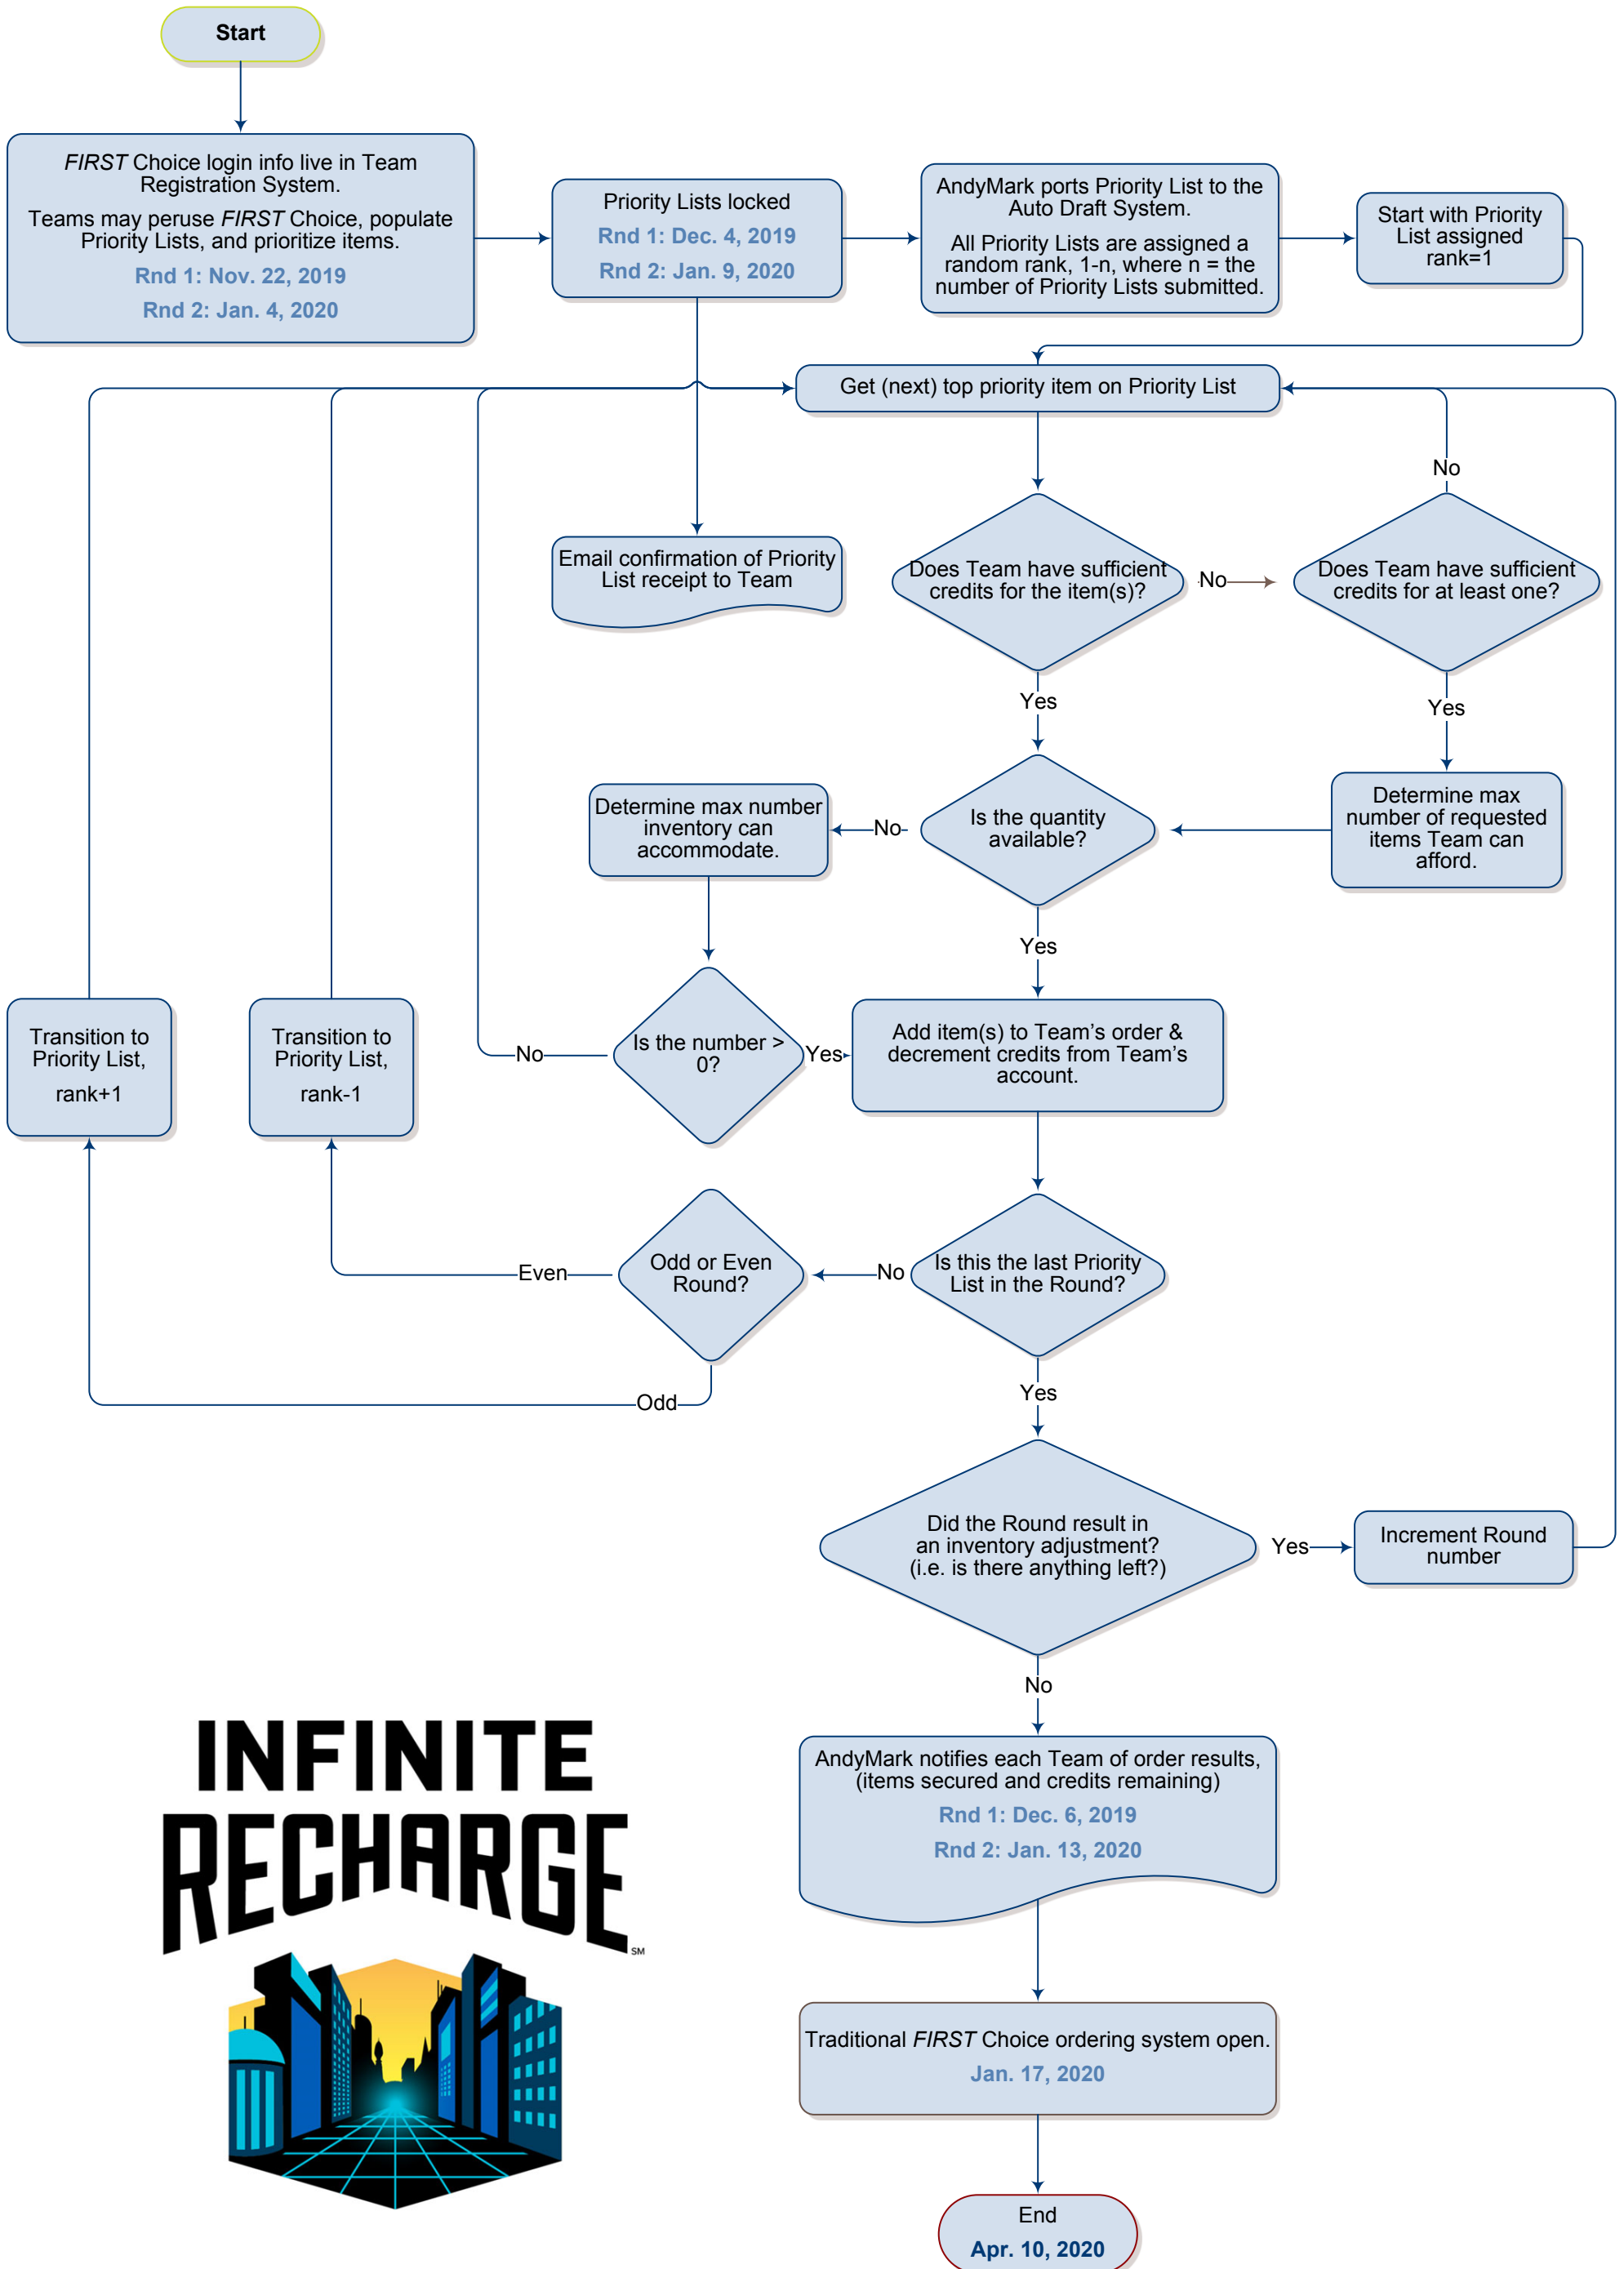 Start
FIRST Choice login info live in Team
Registration System.
Teams may peruse FIRST Choice, populate
Priority Lists, and prioritize items.
Rnd 1: Nov. 22, 2019
Rnd 2: Jan. 4, 2020
Priority Lists locked
Rnd 1: Dec. 4, 2019
Rnd 2: Jan. 9, 2020
AndyMark ports Priority List to the
Auto Draft System.
All Priority Lists are assigned a
random rank, 1-n, where n = the
number of Priority Lists submitted.
Start with Priority
List assigned
rank=1
Get (next) top priority item on Priority List
Email confirmation of Priority
List receipt to Team
Does Team have sufficient
credits for the item(s)?
No
Does Team have sufficient
credits for at least one?
No
Yes
Yes
Determine max number
inventory can
accommodate.
No
Is the quantity
available?
Determine max
number of requested
items Team can
afford.
Yes
Transition to
Priority List,
rank+1
Transition to
Priority List,
rank-1
No
Is the number >
0?
Yes
Add item(s) to Team’s order &
decrement credits from Team’s
account.
Even
Odd or Even
Round?
No
Is this the last Priority
List in the Round?
Odd
Yes
Did the Round result in
an inventory adjustment?
(i.e. is there anything left?)
Yes
Increment Round
number
No
AndyMark notifies each Team of order results,
(items secured and credits remaining)
Rnd 1: Dec. 6, 2019
Rnd 2: Jan. 13, 2020
Traditional FIRST Choice ordering system open.
Jan. 17, 2020
End
Apr. 10, 2020
INFINITE
RECHARGE
SM